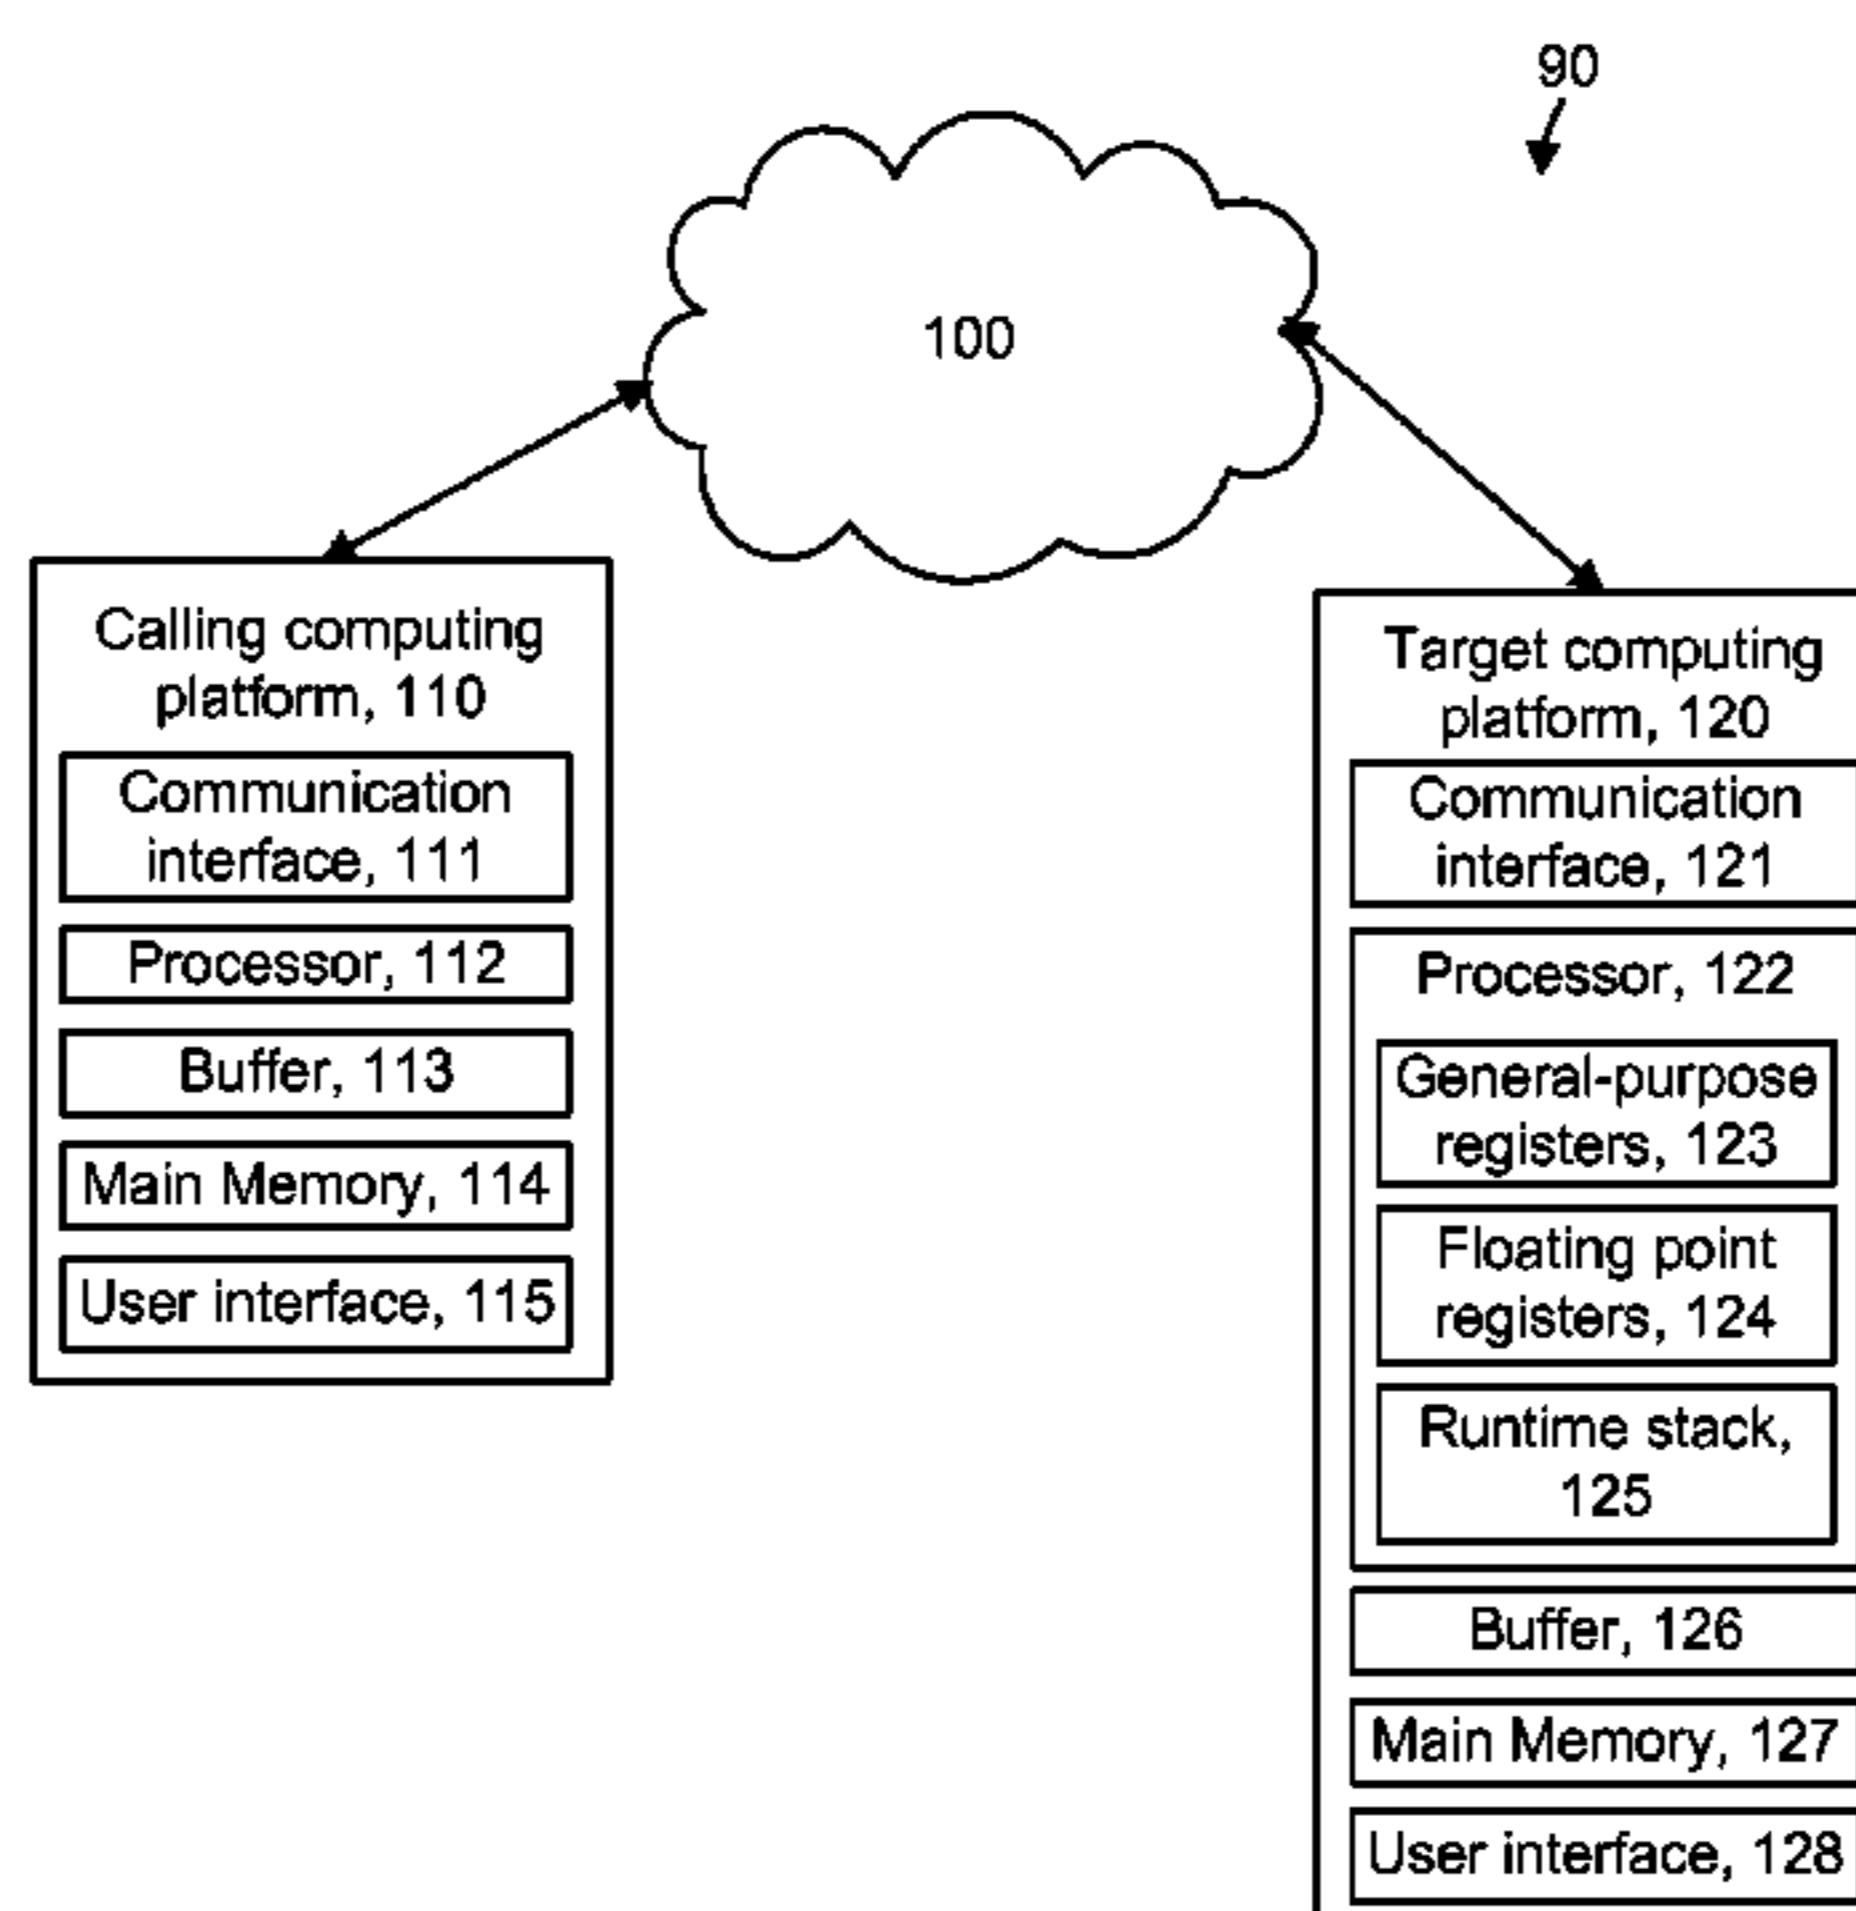 90
100
Calling computing
platform, 110
Communication
interface, 111
Processor, 112
Buffer, 113
Main Memory, 114
User interface, 115
Target computing
platform, 120
Communication
interface, 121
Processor, 122
General-purpose
registers, 123
Floating point
registers, 124
Runtime stack,
125
Buffer, 126
Main Memory, 127
User interface, 128